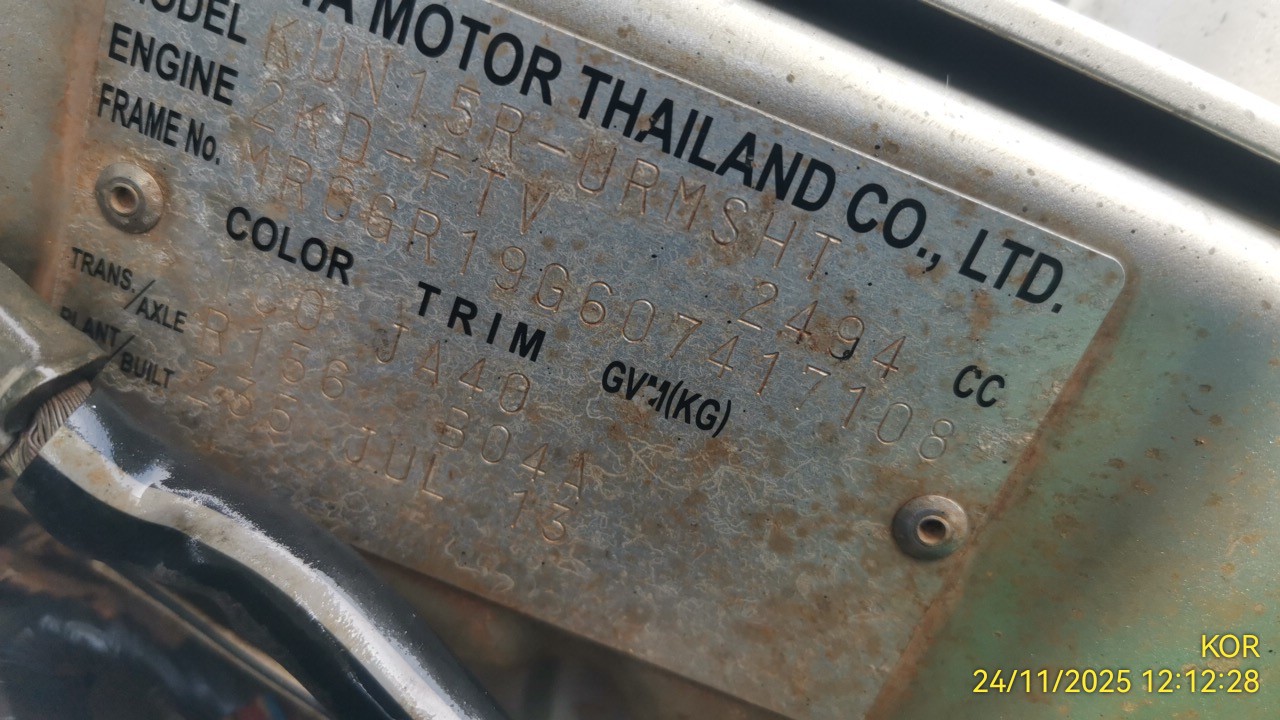 MOTOR THAILAND CO., LTD.
MODEL KUN15R-URMSHT
ENGINE 2KD-FTV 2494 CC
FRAME No. MR0GR19G607417108
COLOR TRIM GVM(KG)
JA40
TRANS./AXLE R156 B04A
PLANT/BUILT JUL 13
KOR
24/11/2025 12:12:28